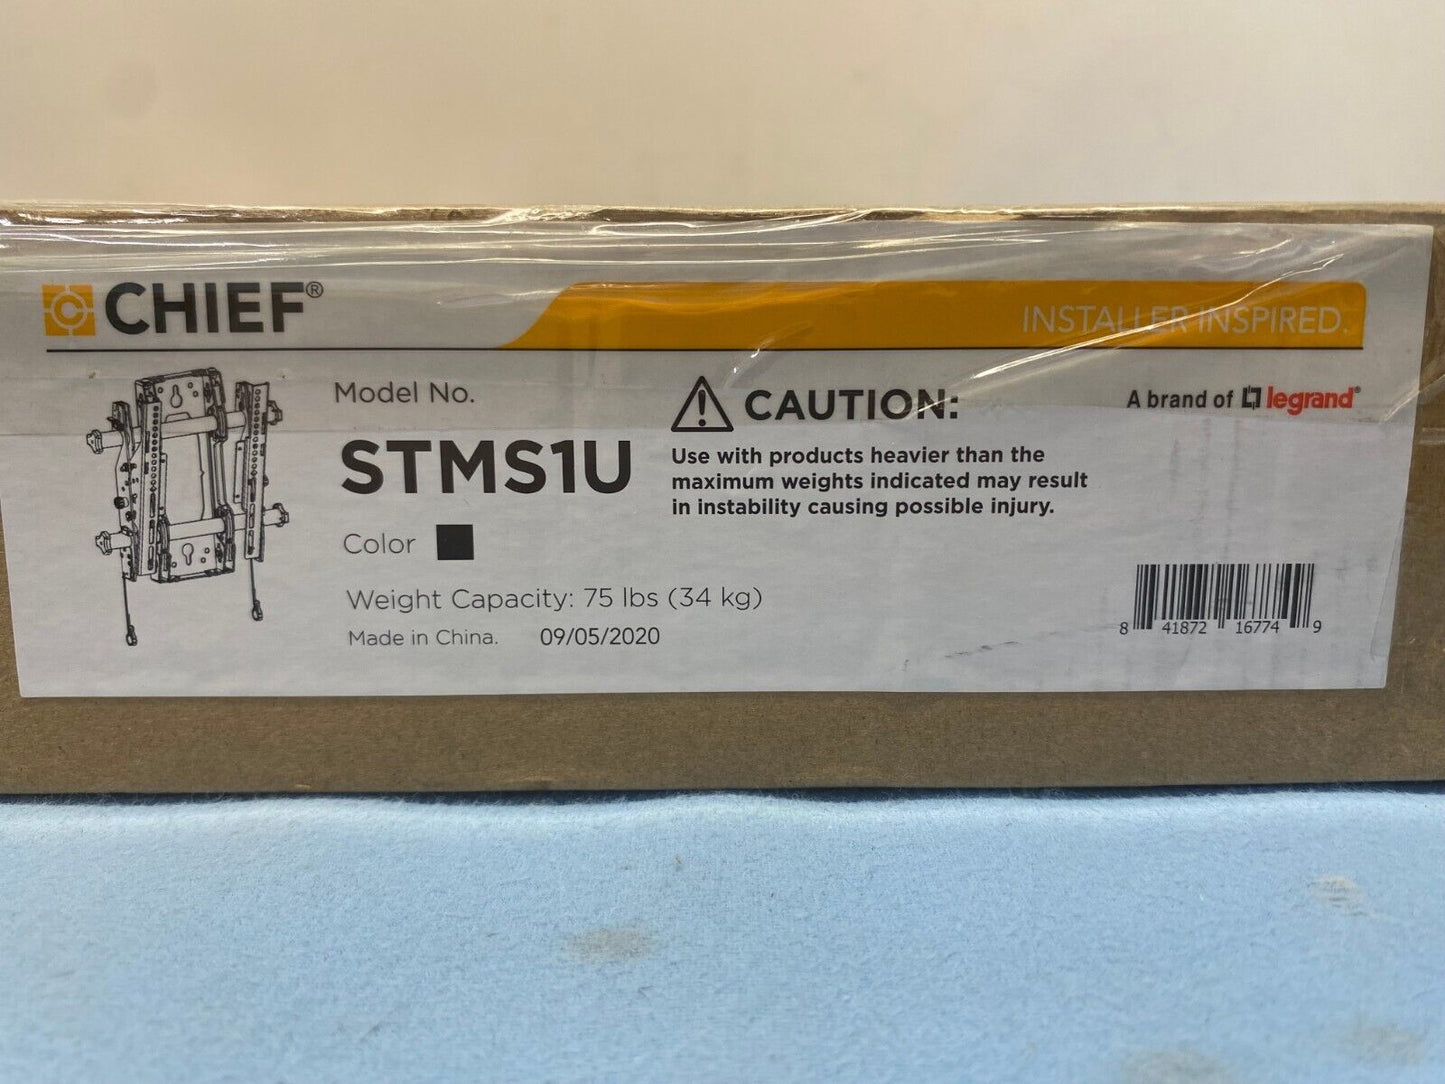 CHIEF®
INSTALLER INSPIRED.
Model No.
STMS1U
Color
Weight Capacity: 75 lbs (34 kg)
Made in China. 09/05/2020
CAUTION:
Use with products heavier than the
maximum weights indicated may result
in instability causing possible injury.
A brand of legrand®
8 41872 16774 9